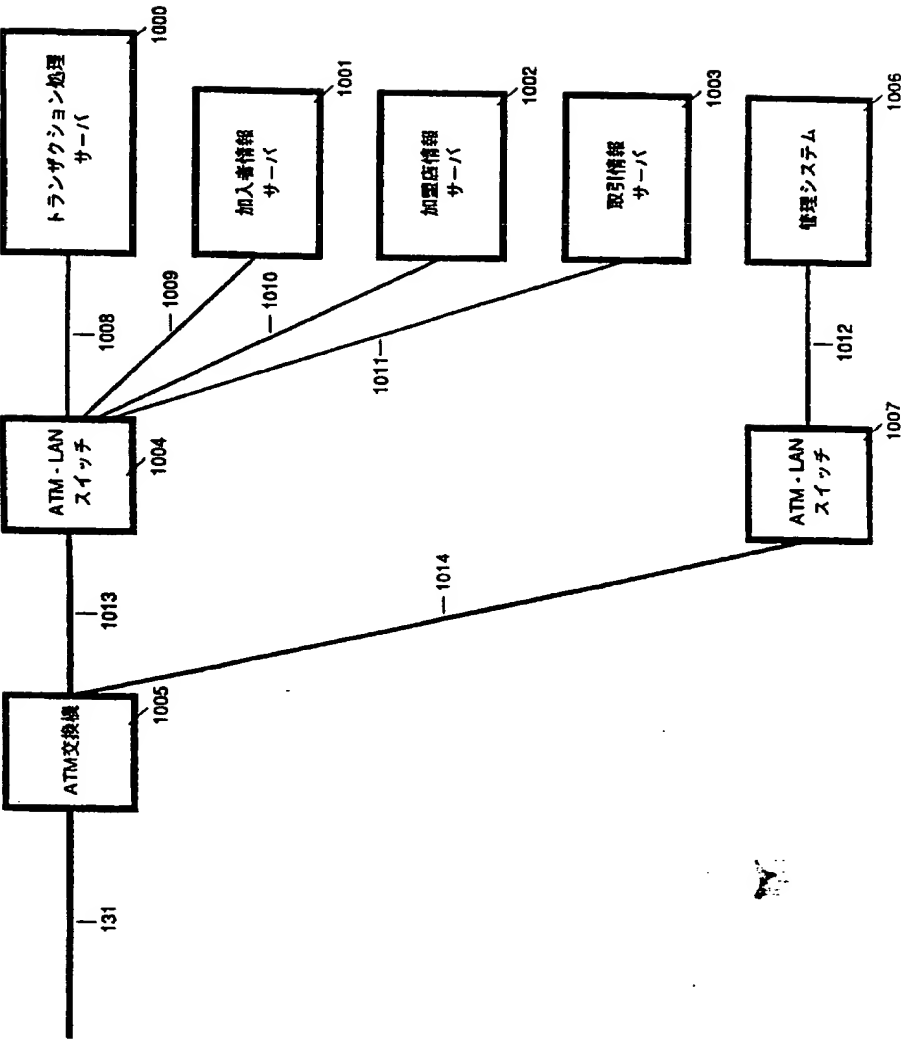 トランザクション処理
サーバ
1000
加入者情報
サーバ
1001
加盟店情報
サーバ
1002
取引情報
サーバ
1003
管理システム
1006
1008
1009
1010
1011
1012
ATM・LAN
スイッチ
1004
ATM・LAN
スイッチ
1007
1013
1014
ATM交換機
1005
131